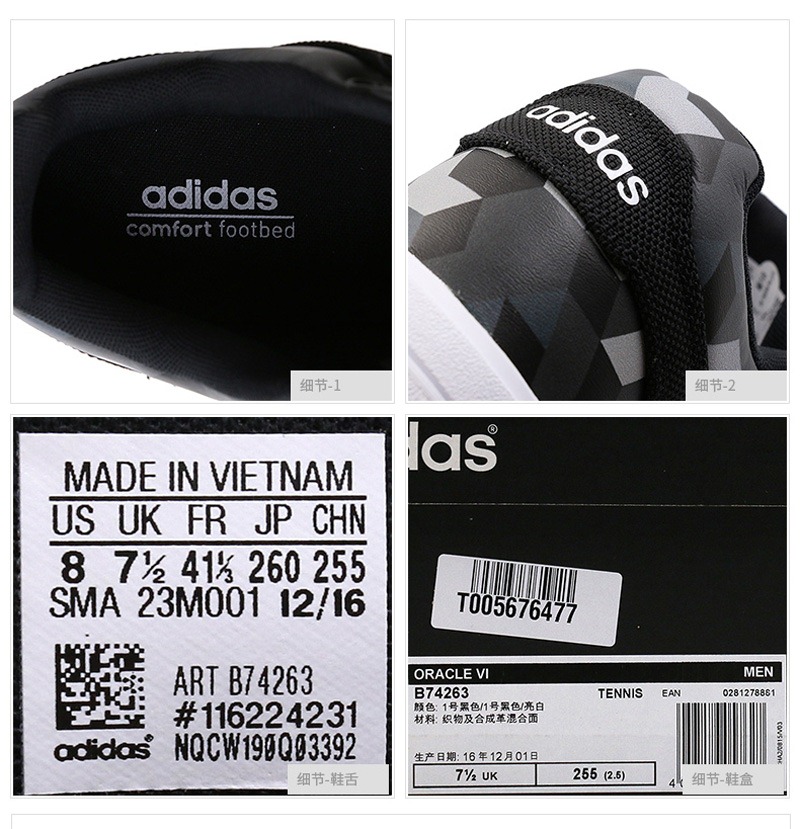 adidas
comfort footbed
细节-1
adidas
细节-2
MADE IN VIETNAM
US UK FR JP CHN
8 7½ 41⅓ 260 255
SMA 23M001 12/16
ART B74263
#116224231
adidas® NQCW190Q03392
细节-鞋舌
das®
T005676477
ORACLE VI MEN
B74263 TENNIS EAN 0281278861
颜色: 1号黑色/1号黑色/亮白
材料: 织物及合成革混合面
生产日期: 16 年 12月 01日
7½ UK 255 (2.5)
细节-鞋盒